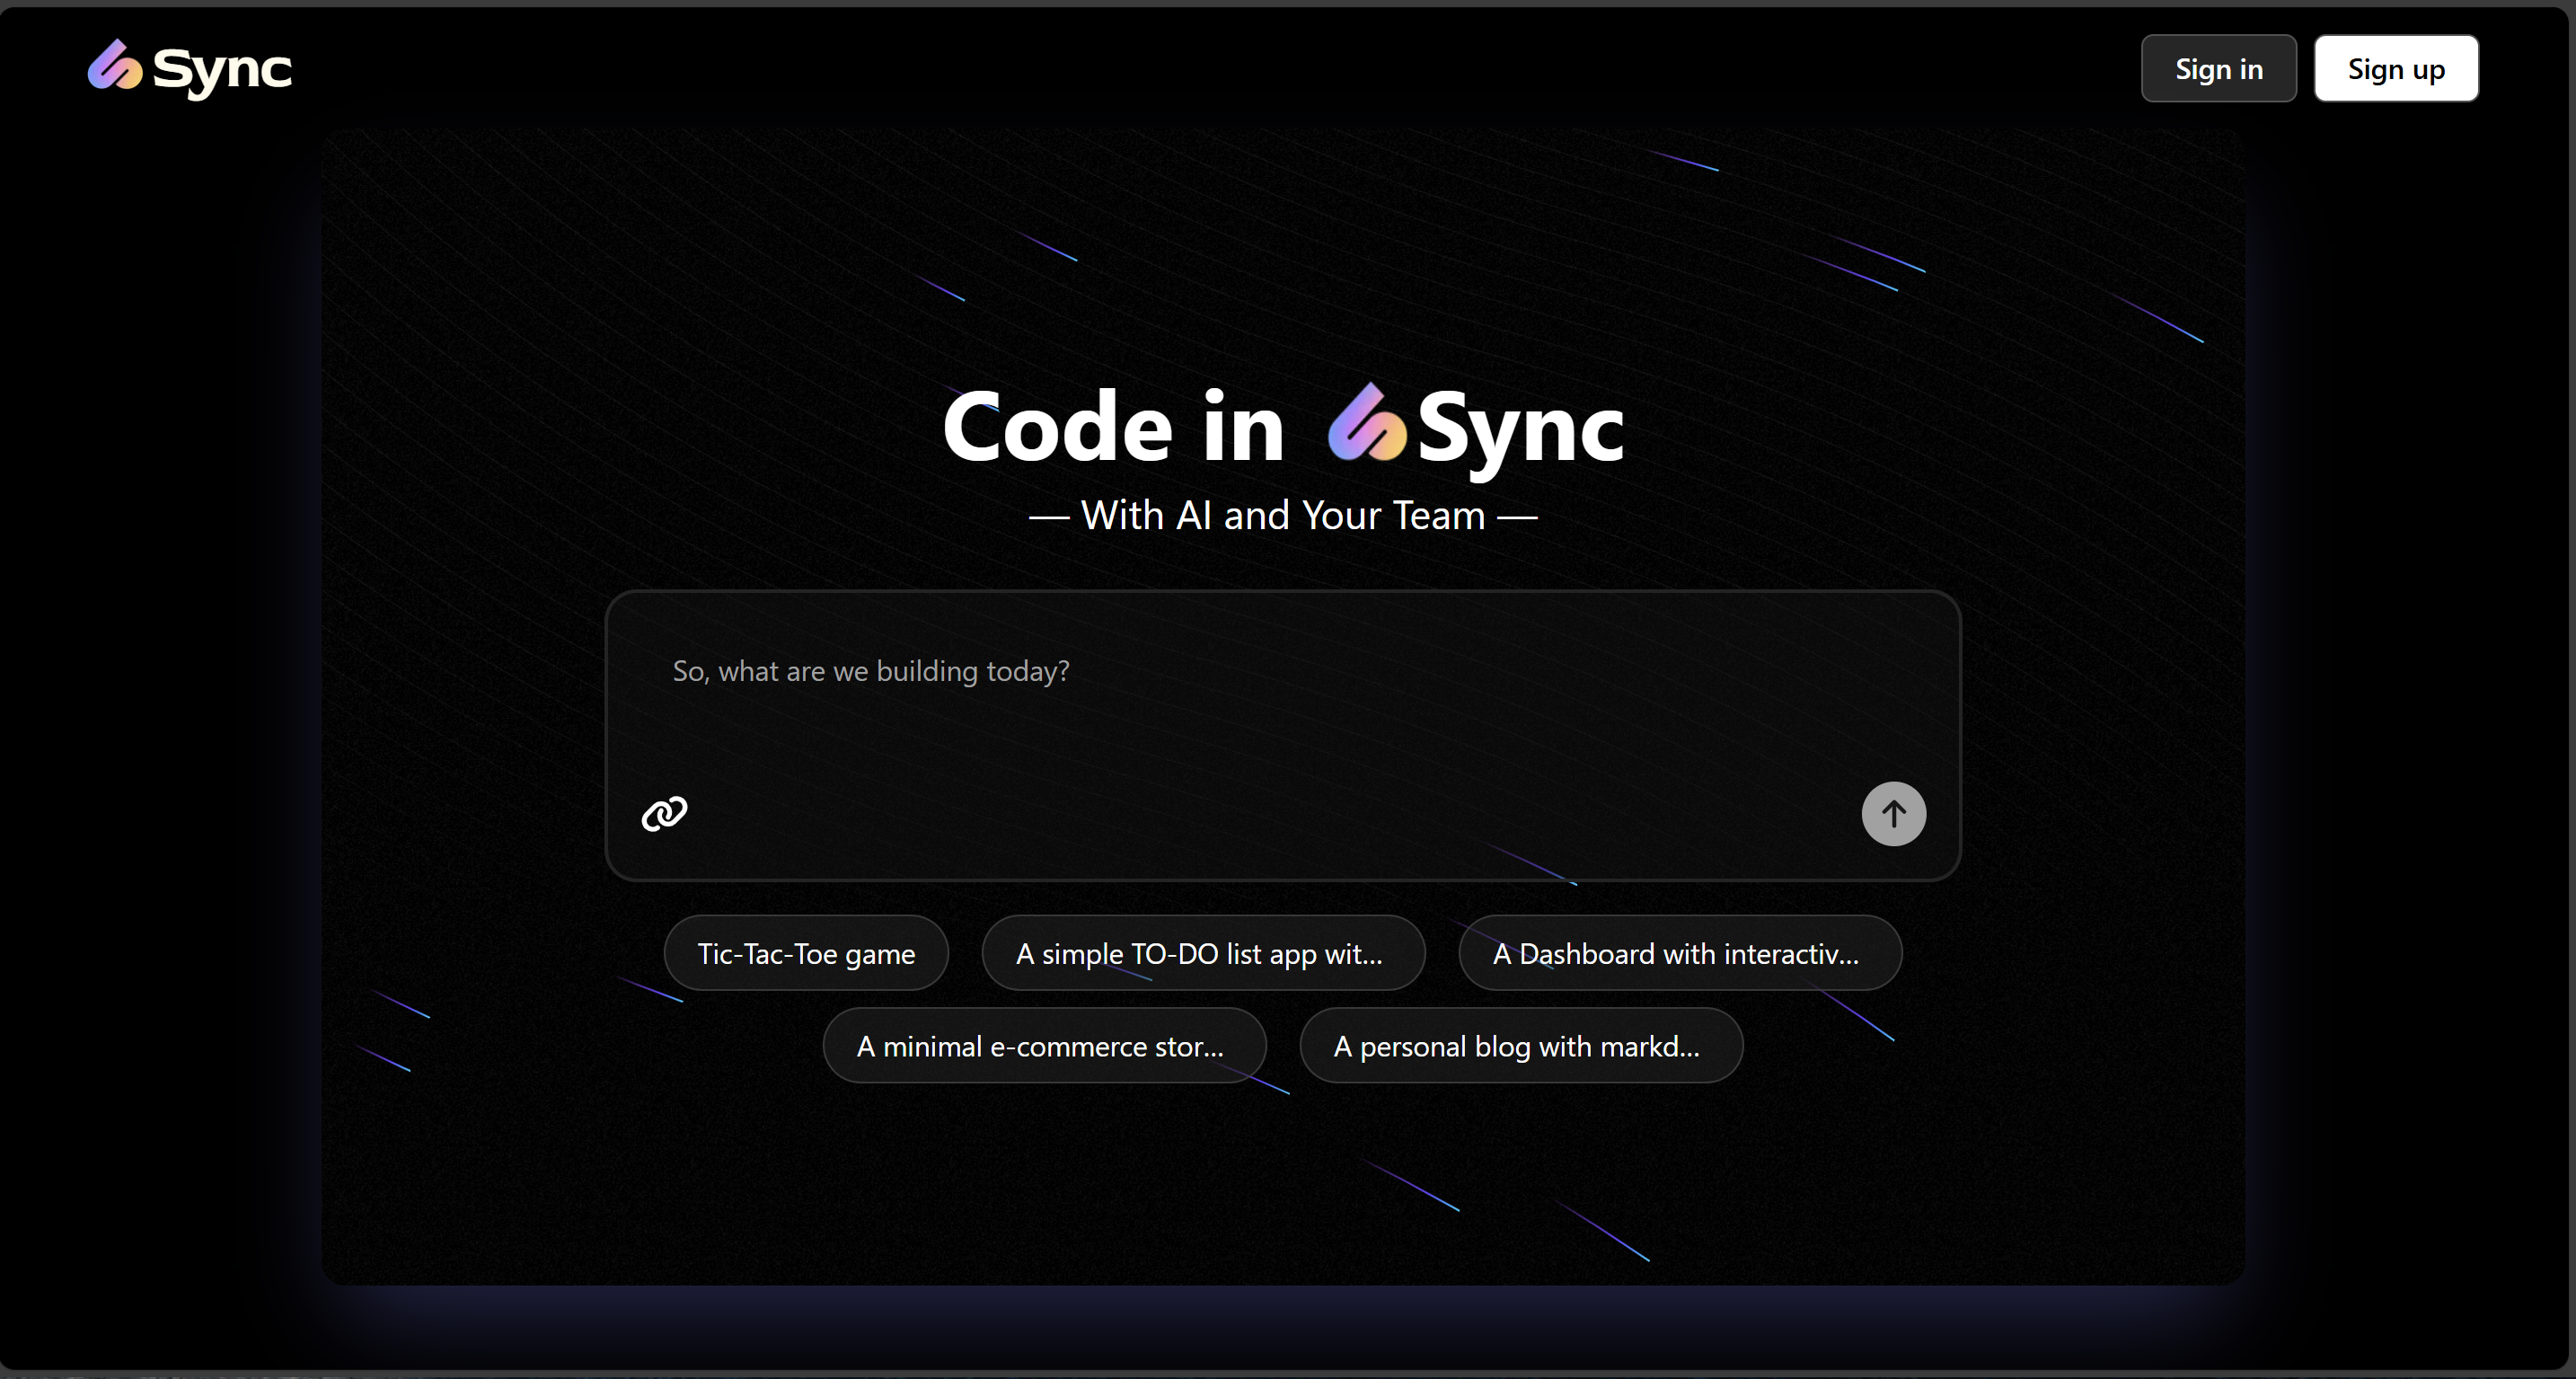 Sync
Sign in
Sign up
Code in Sync
— With AI and Your Team —
So, what are we building today?
Tic-Tac-Toe game
A simple TO-DO list app wit...
A Dashboard with interactiv...
A minimal e-commerce stor...
A personal blog with markd...